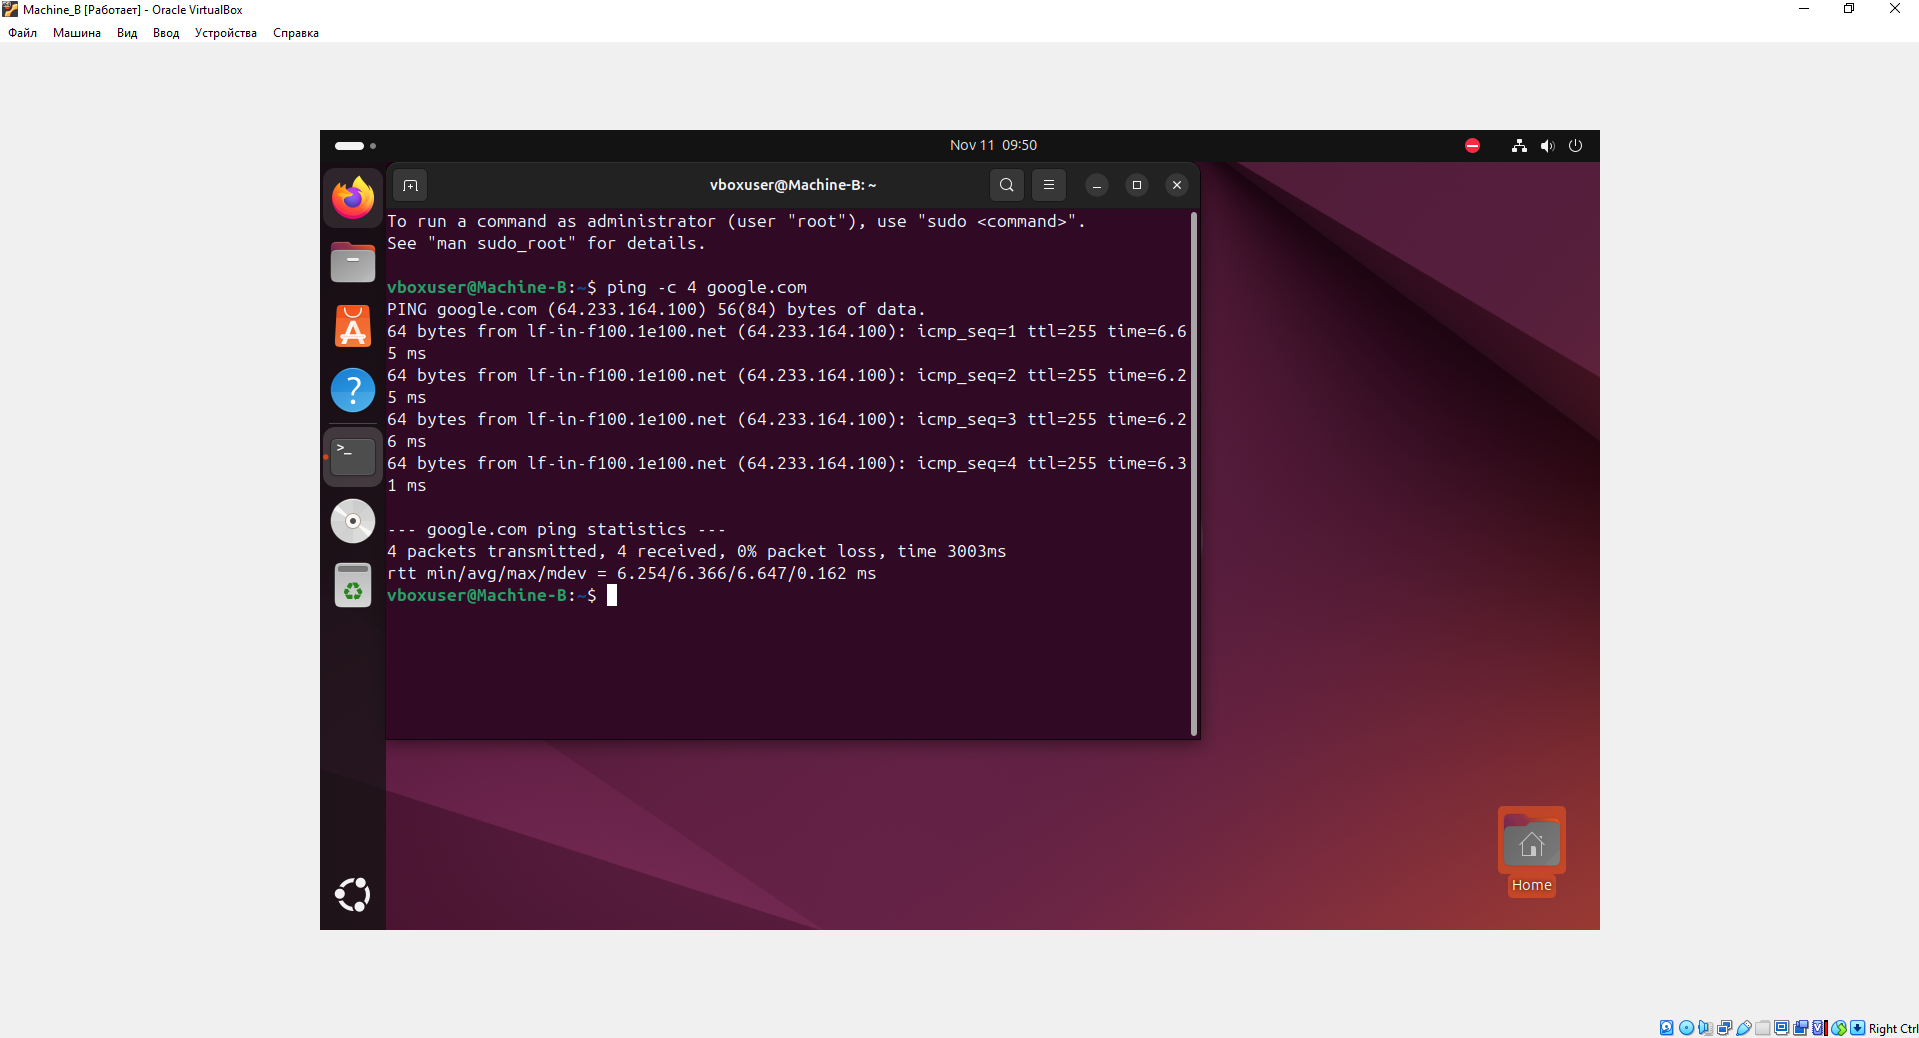 Machine_B [Работает] - Oracle VirtualBox
Файл Машина Вид Ввод Устройства Справка
Nov 11 09:50
vboxuser@Machine-B: ~
To run a command as administrator (user "root"), use "sudo <command>".
See "man sudo_root" for details.
vboxuser@Machine-B:~$ ping -c 4 google.com
PING google.com (64.233.164.100) 56(84) bytes of data.
64 bytes from lf-in-f100.1e100.net (64.233.164.100): icmp_seq=1 ttl=255 time=6.6
5 ms
64 bytes from lf-in-f100.1e100.net (64.233.164.100): icmp_seq=2 ttl=255 time=6.2
5 ms
64 bytes from lf-in-f100.1e100.net (64.233.164.100): icmp_seq=3 ttl=255 time=6.2
6 ms
64 bytes from lf-in-f100.1e100.net (64.233.164.100): icmp_seq=4 ttl=255 time=6.3
1 ms
--- google.com ping statistics ---
4 packets transmitted, 4 received, 0% packet loss, time 3003ms
rtt min/avg/max/mdev = 6.254/6.366/6.647/0.162 ms
vboxuser@Machine-B:~$
Home
Right Ctrl